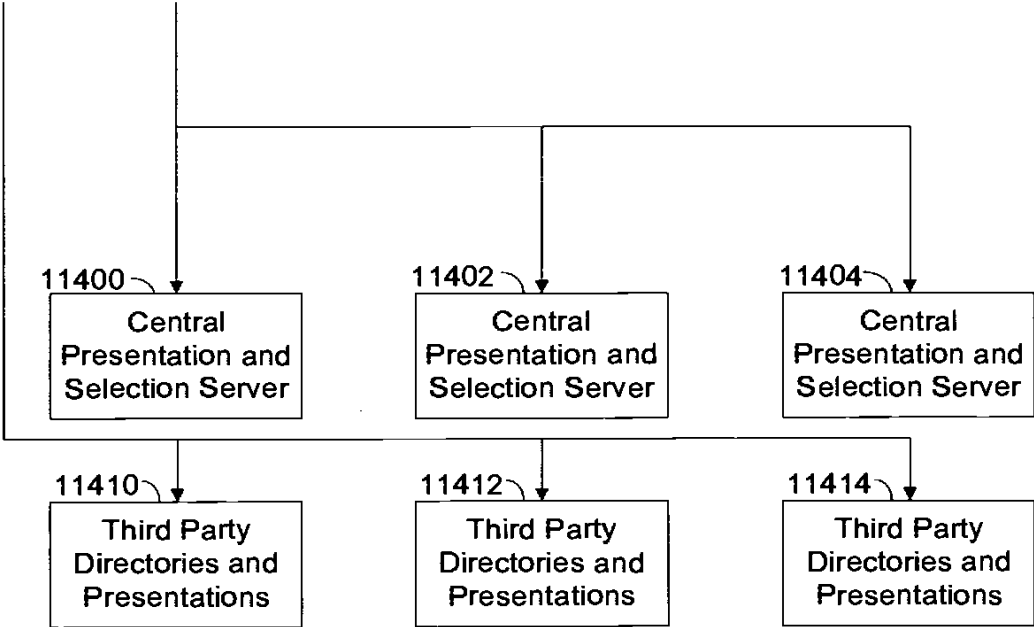 11400
Central
Presentation and
Selection Server
11402
Central
Presentation and
Selection Server
11404
Central
Presentation and
Selection Server
11410
Third Party
Directories and
Presentations
11412
Third Party
Directories and
Presentations
11414
Third Party
Directories and
Presentations